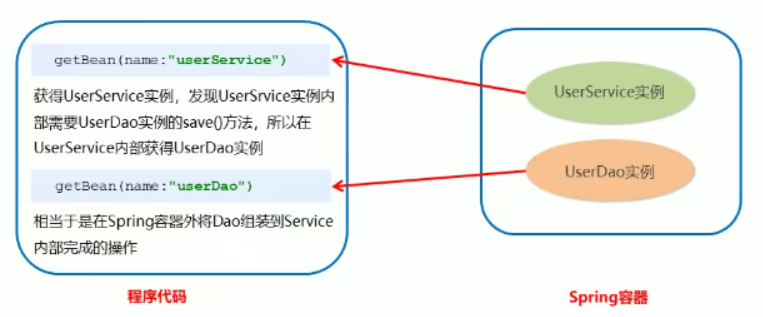 getBean(name:"userService")
获得UserService实例，发现UserSrvice实例内
部需要UserDao实例的save()方法，所以在
UserService内部获得UserDao实例
getBean(name:"userDao")
相当于是在Spring容器外将Dao组装到Service
内部完成的操作
程序代码
UserService实例
UserDao实例
Spring容器